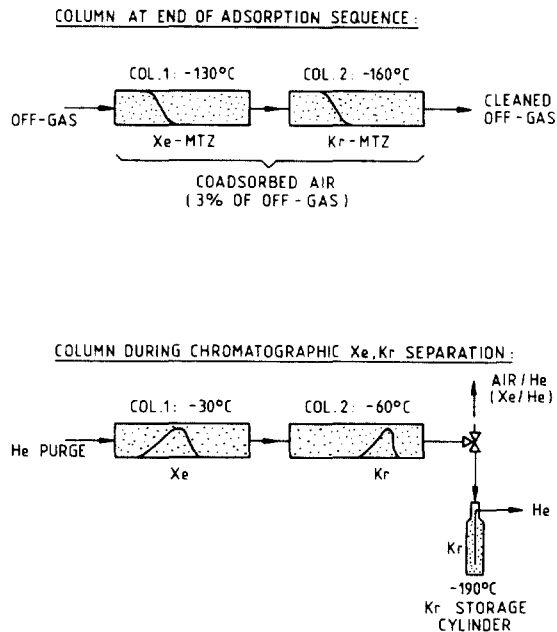 COLUMN AT END OF ADSORPTION SEQUENCE:
COL.1: -130°C
COL. 2: -160°C
OFF-GAS
CLEANED
OFF-GAS
Xe-MTZ
Kr-MTZ
COADSORBED AIR
(3% OF OFF-GAS)
COLUMN DURING CHROMATOGRAPHIC Xe,Kr SEPARATION:
AIR/He
(Xe/He)
COL.1: -30°C
COL. 2: -60°C
He PURGE
Xe
Kr
He
Kr
-190°C
Kr STORAGE
CYLINDER